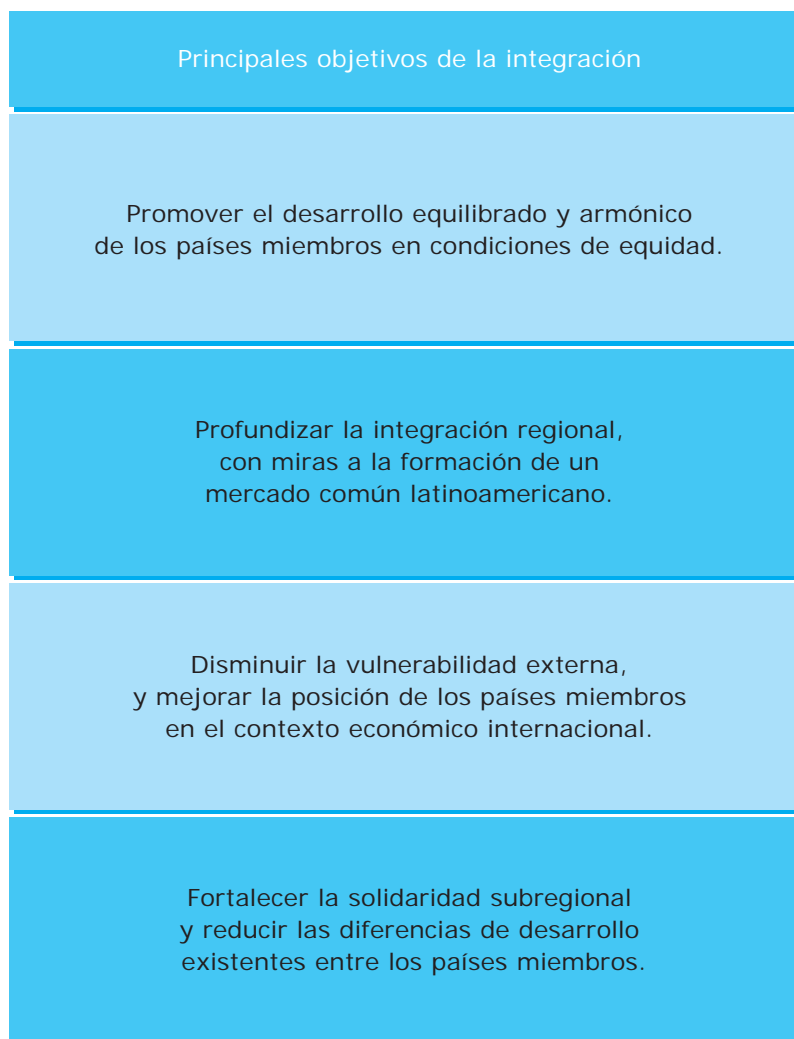 Principales objetivos de la integración
Promover el desarrollo equilibrado y armónico
de los países miembros en condiciones de equidad.
Profundizar la integración regional,
con miras a la formación de un
mercado común latinoamericano.
Disminuir la vulnerabilidad externa,
y mejorar la posición de los países miembros
en el contexto económico internacional.
Fortalecer la solidaridad subregional
y reducir las diferencias de desarrollo
existentes entre los países miembros.